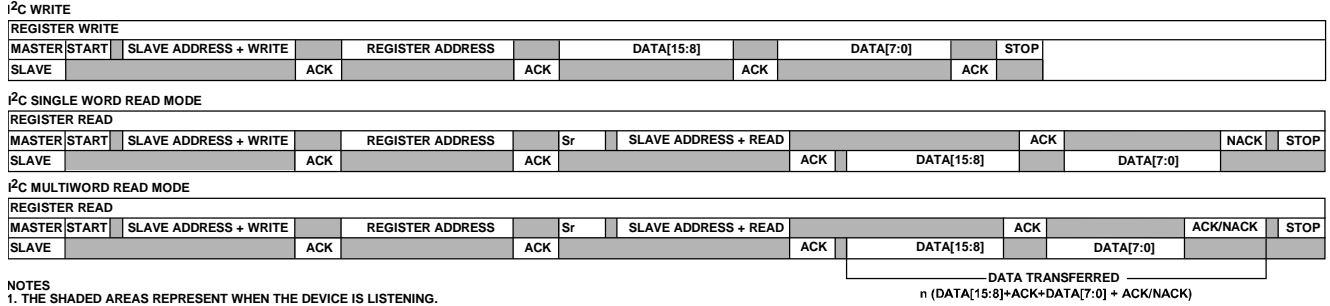 I2C WRITE
REGISTER WRITE
MASTER START SLAVE ADDRESS + WRITE REGISTER ADDRESS DATA[15:8] DATA[7:0] STOP
SLAVE ACK ACK ACK ACK
I2C SINGLE WORD READ MODE
REGISTER READ
MASTER START SLAVE ADDRESS + WRITE REGISTER ADDRESS Sr SLAVE ADDRESS + READ ACK NACK STOP
SLAVE ACK ACK ACK DATA[15:8] DATA[7:0]
I2C MULTIWORD READ MODE
REGISTER READ
MASTER START SLAVE ADDRESS + WRITE REGISTER ADDRESS Sr SLAVE ADDRESS + READ ACK ACK/NACK STOP
SLAVE ACK ACK ACK DATA[15:8] DATA[7:0]
DATA TRANSFERRED
n (DATA[15:8]+ACK+DATA[7:0] + ACK/NACK)
NOTES
1. THE SHADED AREAS REPRESENT WHEN THE DEVICE IS LISTENING.